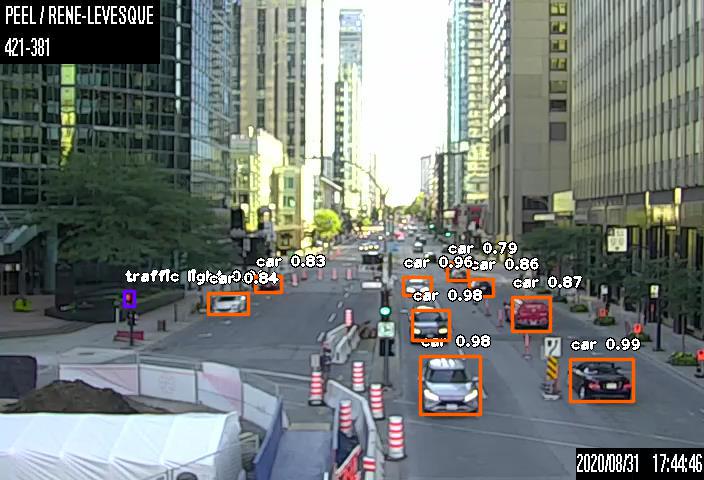 PEEL / RENE-LEVESQUE
421-381
car 0.79
car 0.83
car 0.96
car 0.86
traffic light 0.
car 0.84
car 0.87
car 0.98
car 0.98
car 0.99
2020/08/31 17:44:46